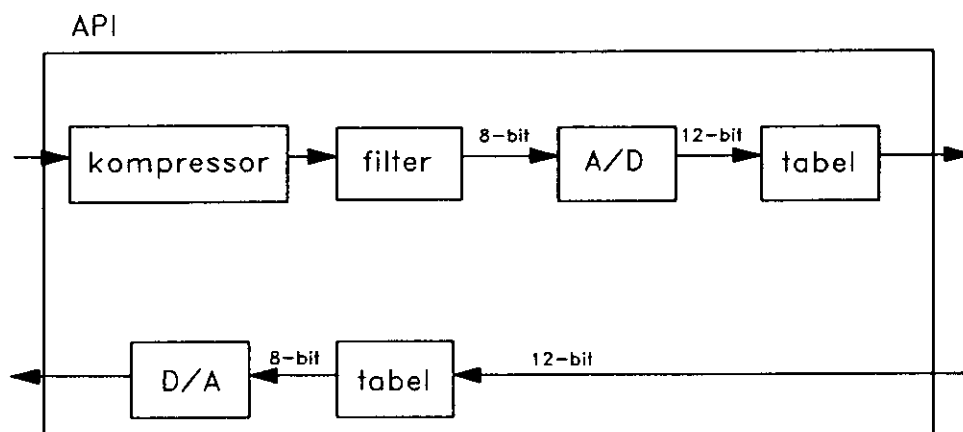 API
8-bit
12-bit
kompressor
filter
A/D
tabel
8-bit
12-bit
D/A
tabel